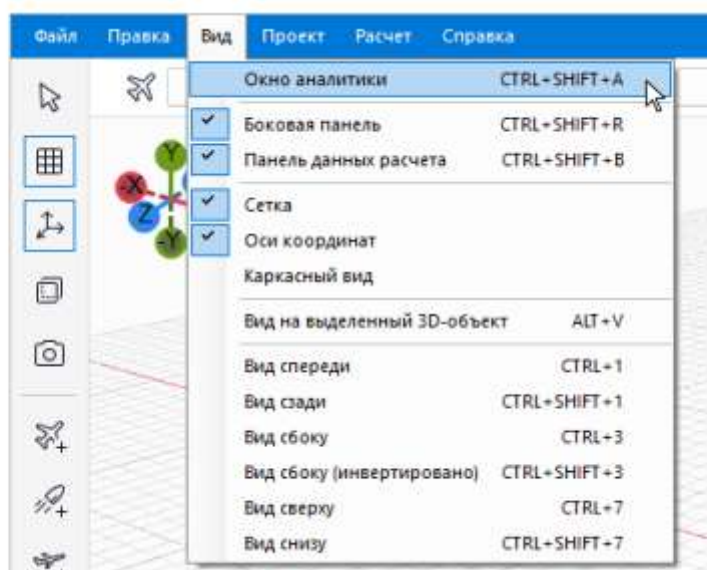 Файл Правка Вид Проект Расчет Справка
Окно аналитики CTRL+SHIFT+A
Боковая панель CTRL+SHIFT+R
Панель данных расчета CTRL+SHIFT+B
Сетка
Оси координат
Каркасный вид
Вид на выделенный 3D-объект ALT+V
Вид спереди CTRL+1
Вид сзади CTRL+SHIFT+1
Вид сбоку CTRL+3
Вид сбоку (инвертировано) CTRL+SHIFT+3
Вид сверху CTRL+7
Вид снизу CTRL+SHIFT+7
Y
-X
Z
-Y